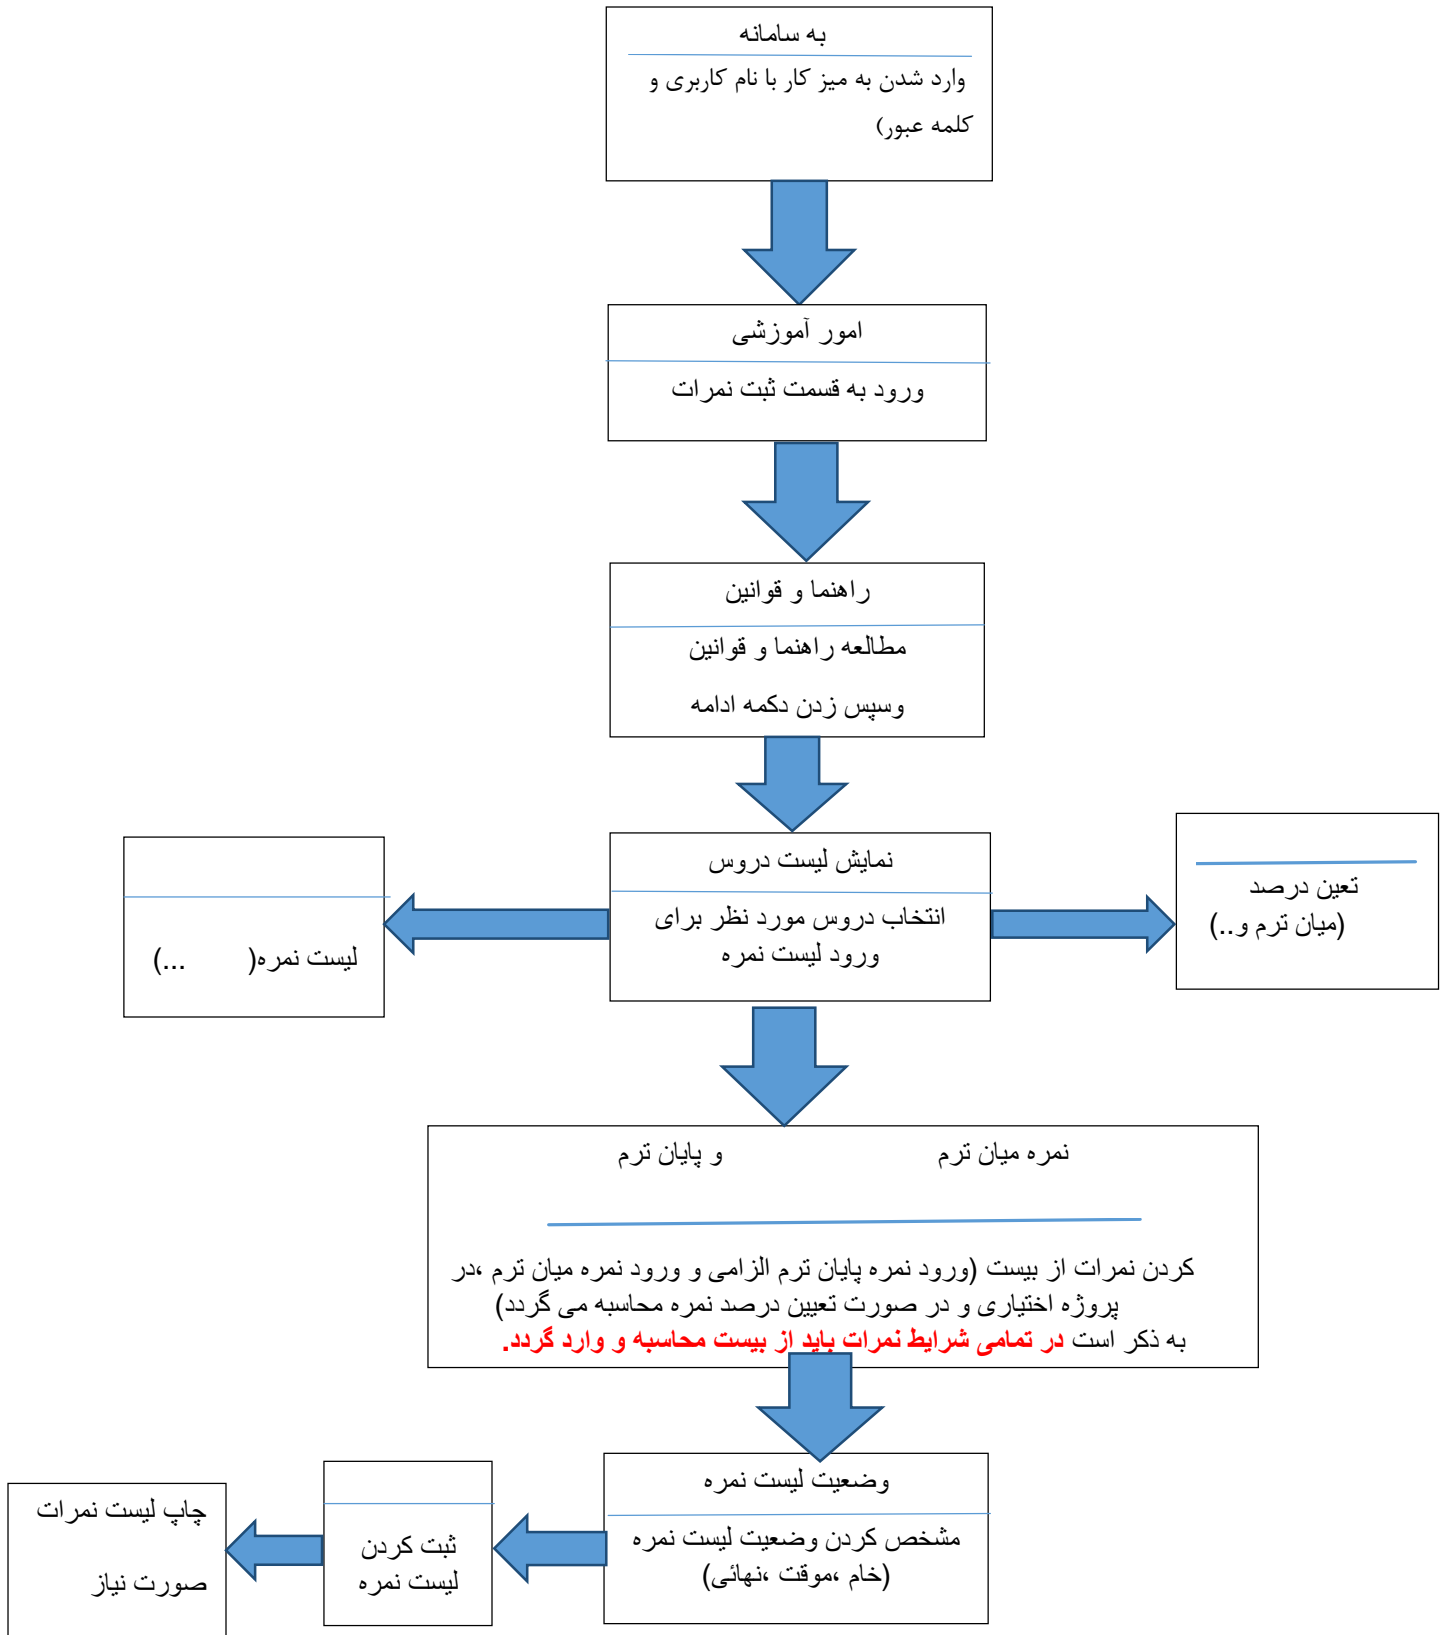 به سامانه
وارد شدن به میز کار با نام کاربری و
کلمه عبور)
امور آموزشی
ورود به قسمت ثبت نمرات
راهنما و قوانین
مطالعه راهنما و قوانین
وسپس زدن دکمه ادامه
نمایش لیست دروس
انتخاب دروس مورد نظر برای
ورود لیست نمره
تعین درصد
(میان ترم و..)
لیست نمره( ...)
نمره میان ترم و پایان ترم
کردن نمرات از بیست (ورود نمره پایان ترم الزامی و ورود نمره میان ترم ،در
پروژه اختیاری و در صورت تعیین درصد نمره محاسبه می گردد)
به ذکر است در تمامی شرایط نمرات باید از بیست محاسبه و وارد گردد.
وضعیت لیست نمره
مشخص کردن وضعیت لیست نمره
(خام ،موقت ،نهائی)
ثبت کردن
لیست نمره
چاپ لیست نمرات
صورت نیاز